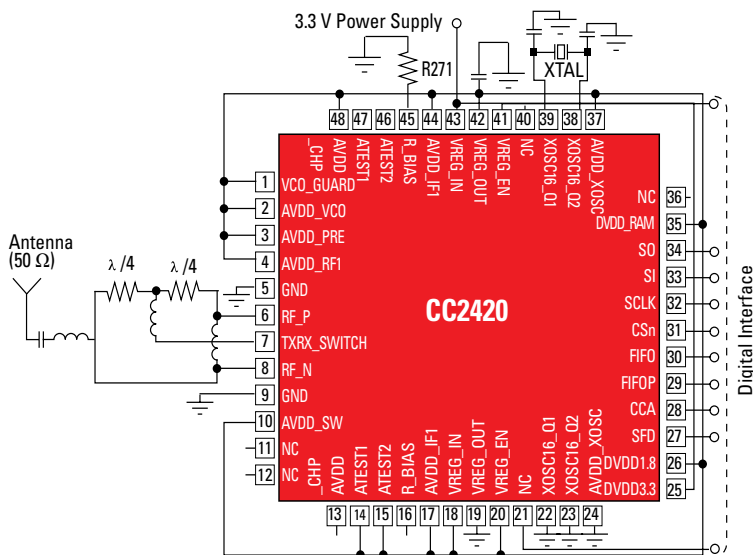 3.3 V Power Supply
XTAL
R271
48 47 46 45 44 43 42 41 40 39 38 37
AVDD_CHP
ATEST1
ATEST2
R_BIAS
AVDD_IF1
VREG_IN
VREG_OUT
VREG_EN
NC
XOSC16_Q1
XOSC16_Q2
AVDD_XOSC
1 VCO_GUARD
2 AVDD_VCO
3 AVDD_PRE
4 AVDD_RF1
5 GND
6 RF_P
7 TXRX_SWITCH
8 RF_N
9 GND
10 AVDD_SW
11 NC
12 NC
Antenna
(50 Ω)
λ /4
λ /4
CC2420
NC 36
DVDD_RAM 35
SO 34
SI 33
SCLK 32
CSn 31
FIFO 30
FIFOP 29
CCA 28
SFD 27
DVDD1.8 26
DVDD3.3 25
Digital Interface
_CHP
AVDD
ATEST1
ATEST2
R_BIAS
AVDD_IF1
VREG_IN
VREG_OUT
VREG_EN
NC
XOSC16_Q1
XOSC16_Q2
AVDD_XOSC
13 14 15 16 17 18 19 20 21 22 23 24